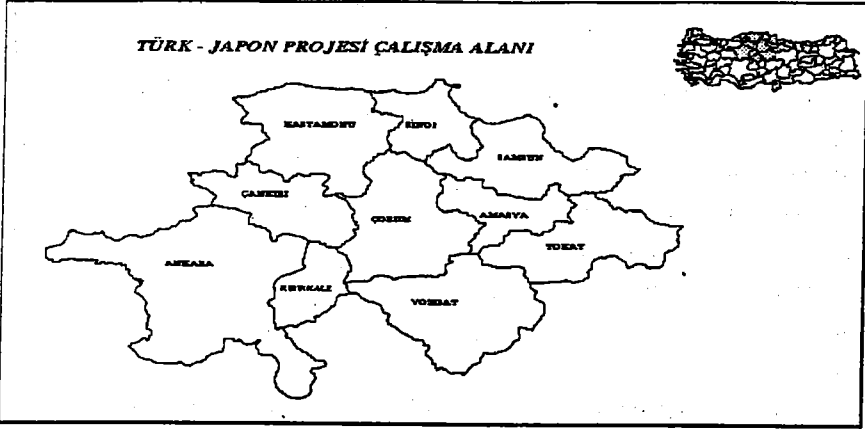 TÜRK - JAPON PROJESİ ÇALIŞMA ALANI
KASTAMONU
SİNOP
SAMSUN
ÇANKIRI
ÇORUM
AMASYA
TOKAT
ANKARA
KIRIKKALE
YOZGAT